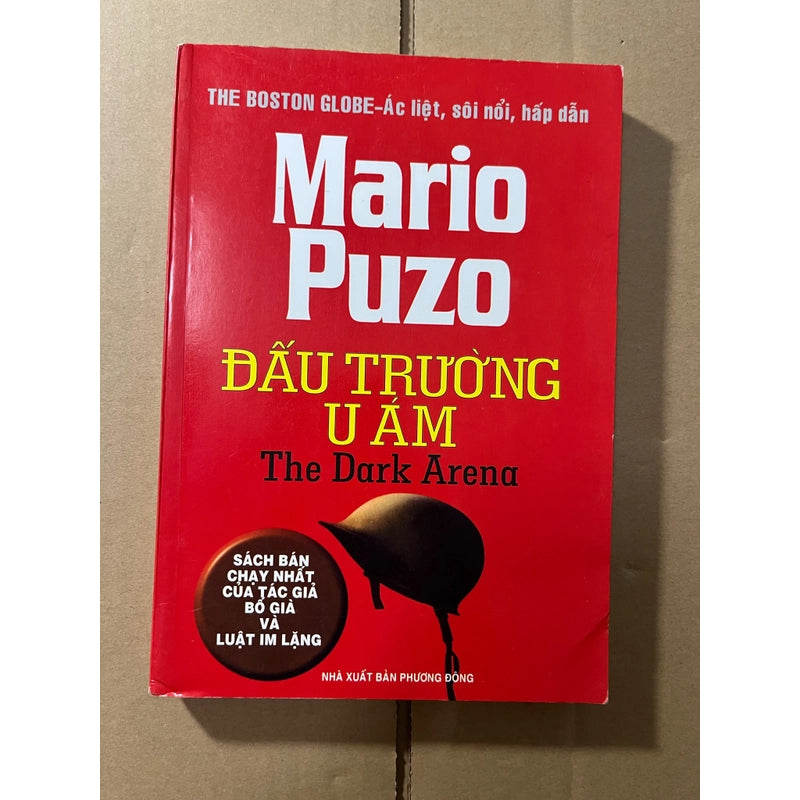 THE BOSTON GLOBE-Ác liệt, sôi nổi, hấp dẫn
Mario
Puzo
ĐẤU TRƯỜNG
U ÁM
The Dark Arena
SÁCH BÁN
CHẠY NHẤT
CỦA TÁC GIẢ
BỐ GIÀ
VÀ
LUẬT IM LẶNG
NHÀ XUẤT BẢN PHƯƠNG ĐÔNG